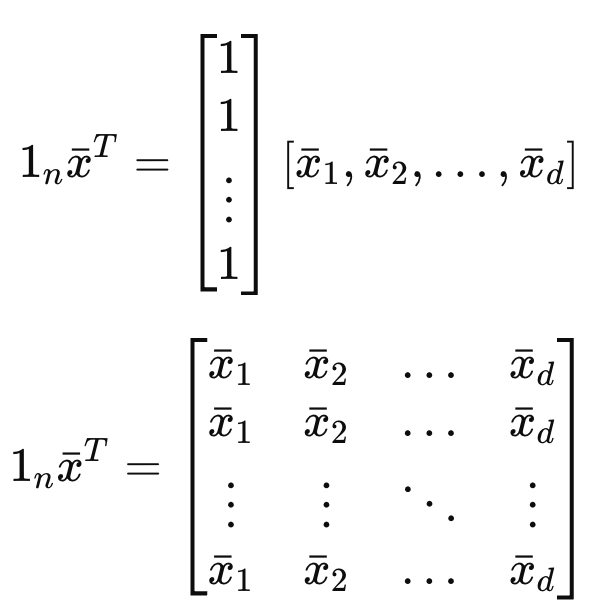 $1_n \bar{x}^T = \begin{bmatrix} 1 \\ 1 \\ \vdots \\ 1 \end{bmatrix} [\bar{x}_1, \bar{x}_2, \ldots, \bar{x}_d]$
$1_n \bar{x}^T = \begin{bmatrix} \bar{x}_1 & \bar{x}_2 & \ldots & \bar{x}_d \\ \bar{x}_1 & \bar{x}_2 & \ldots & \bar{x}_d \\ \vdots & \vdots & \ddots & \vdots \\ \bar{x}_1 & \bar{x}_2 & \ldots & \bar{x}_d \end{bmatrix}$